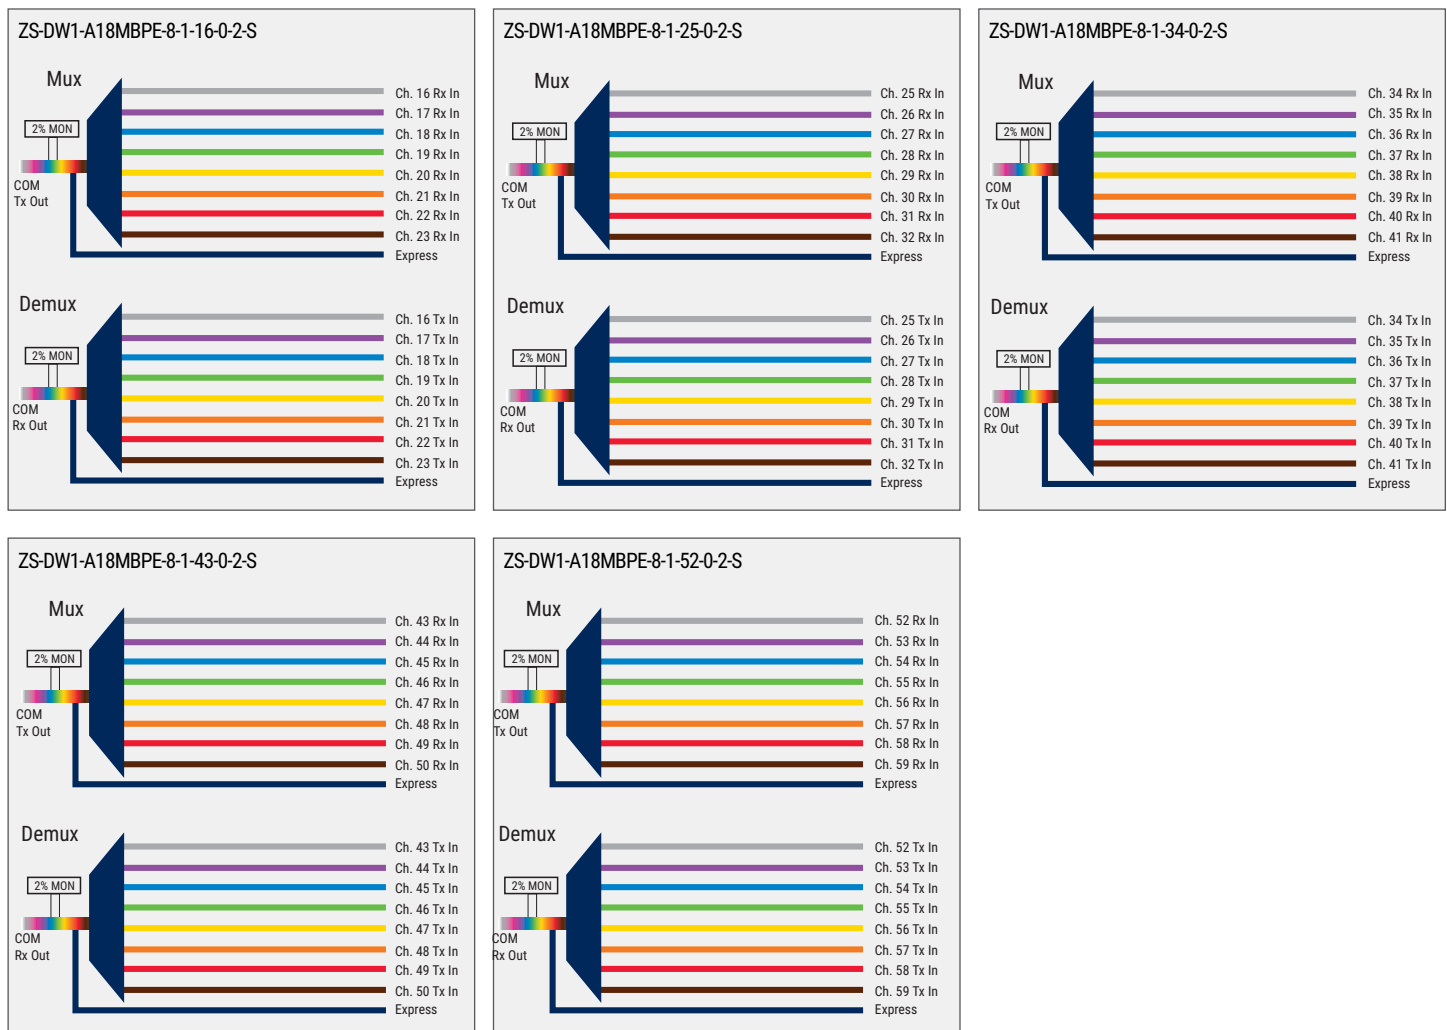 ZS-DW1-A18MBPE-8-1-16-0-2-S
Mux
2% MON
COM
Tx Out
Ch. 16 Rx In
Ch. 17 Rx In
Ch. 18 Rx In
Ch. 19 Rx In
Ch. 20 Rx In
Ch. 21 Rx In
Ch. 22 Rx In
Ch. 23 Rx In
Express
Demux
2% MON
COM
Rx Out
Ch. 16 Tx In
Ch. 17 Tx In
Ch. 18 Tx In
Ch. 19 Tx In
Ch. 20 Tx In
Ch. 21 Tx In
Ch. 22 Tx In
Ch. 23 Tx In
Express
ZS-DW1-A18MBPE-8-1-25-0-2-S
Mux
2% MON
COM
Tx Out
Ch. 25 Rx In
Ch. 26 Rx In
Ch. 27 Rx In
Ch. 28 Rx In
Ch. 29 Rx In
Ch. 30 Rx In
Ch. 31 Rx In
Ch. 32 Rx In
Express
Demux
2% MON
COM
Rx Out
Ch. 25 Tx In
Ch. 26 Tx In
Ch. 27 Tx In
Ch. 28 Tx In
Ch. 29 Tx In
Ch. 30 Tx In
Ch. 31 Tx In
Ch. 32 Tx In
Express
ZS-DW1-A18MBPE-8-1-34-0-2-S
Mux
2% MON
COM
Tx Out
Ch. 34 Rx In
Ch. 35 Rx In
Ch. 36 Rx In
Ch. 37 Rx In
Ch. 38 Rx In
Ch. 39 Rx In
Ch. 40 Rx In
Ch. 41 Rx In
Express
Demux
2% MON
COM
Rx Out
Ch. 34 Tx In
Ch. 35 Tx In
Ch. 36 Tx In
Ch. 37 Tx In
Ch. 38 Tx In
Ch. 39 Tx In
Ch. 40 Tx In
Ch. 41 Tx In
Express
ZS-DW1-A18MBPE-8-1-43-0-2-S
Mux
2% MON
COM
Tx Out
Ch. 43 Rx In
Ch. 44 Rx In
Ch. 45 Rx In
Ch. 46 Rx In
Ch. 47 Rx In
Ch. 48 Rx In
Ch. 49 Rx In
Ch. 50 Rx In
Express
Demux
2% MON
COM
Rx Out
Ch. 43 Tx In
Ch. 44 Tx In
Ch. 45 Tx In
Ch. 46 Tx In
Ch. 47 Tx In
Ch. 48 Tx In
Ch. 49 Tx In
Ch. 50 Tx In
Express
ZS-DW1-A18MBPE-8-1-52-0-2-S
Mux
2% MON
COM
Tx Out
Ch. 52 Rx In
Ch. 53 Rx In
Ch. 54 Rx In
Ch. 55 Rx In
Ch. 56 Rx In
Ch. 57 Rx In
Ch. 58 Rx In
Ch. 59 Rx In
Express
Demux
2% MON
COM
Rx Out
Ch. 52 Tx In
Ch. 53 Tx In
Ch. 54 Tx In
Ch. 55 Tx In
Ch. 56 Tx In
Ch. 57 Tx In
Ch. 58 Tx In
Ch. 59 Tx In
Express